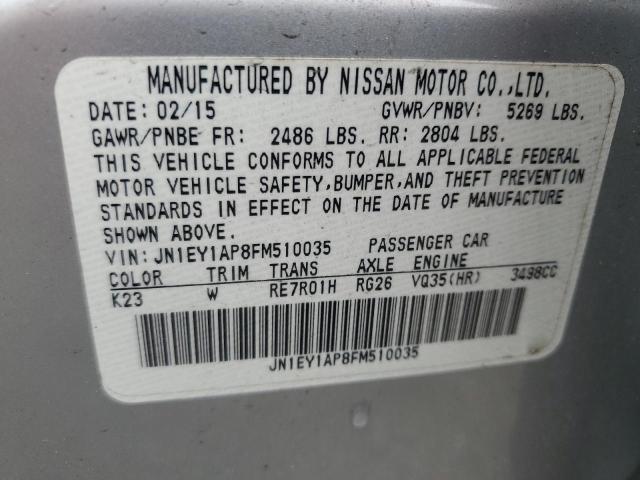 MANUFACTURED BY NISSAN MOTOR CO.,LTD.
DATE: 02/15 GVWR/PNBV: 5269 LBS.
GAWR/PNBE FR: 2486 LBS. RR: 2804 LBS.
THIS VEHICLE CONFORMS TO ALL APPLICABLE FEDERAL
MOTOR VEHICLE SAFETY,BUMPER,AND THEFT PREVENTION
STANDARDS IN EFFECT ON THE DATE OF MANUFACTURE
SHOWN ABOVE.
VIN: JN1EY1AP8FM510035 PASSENGER CAR
COLOR TRIM TRANS AXLE ENGINE
K23 W RE7R01H RG26 VQ35(HR) 3498CC
JN1EY1AP8FM510035